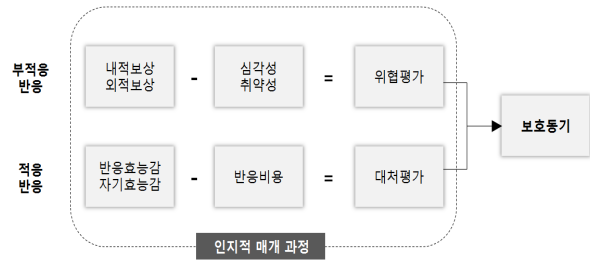 부적응
반응
내적보상
외적보상
-
심각성
취약성
=
위협평가
보호동기
적응
반응
반응효능감
자기효능감
-
반응비용
=
대처평가
인지적 매개 과정